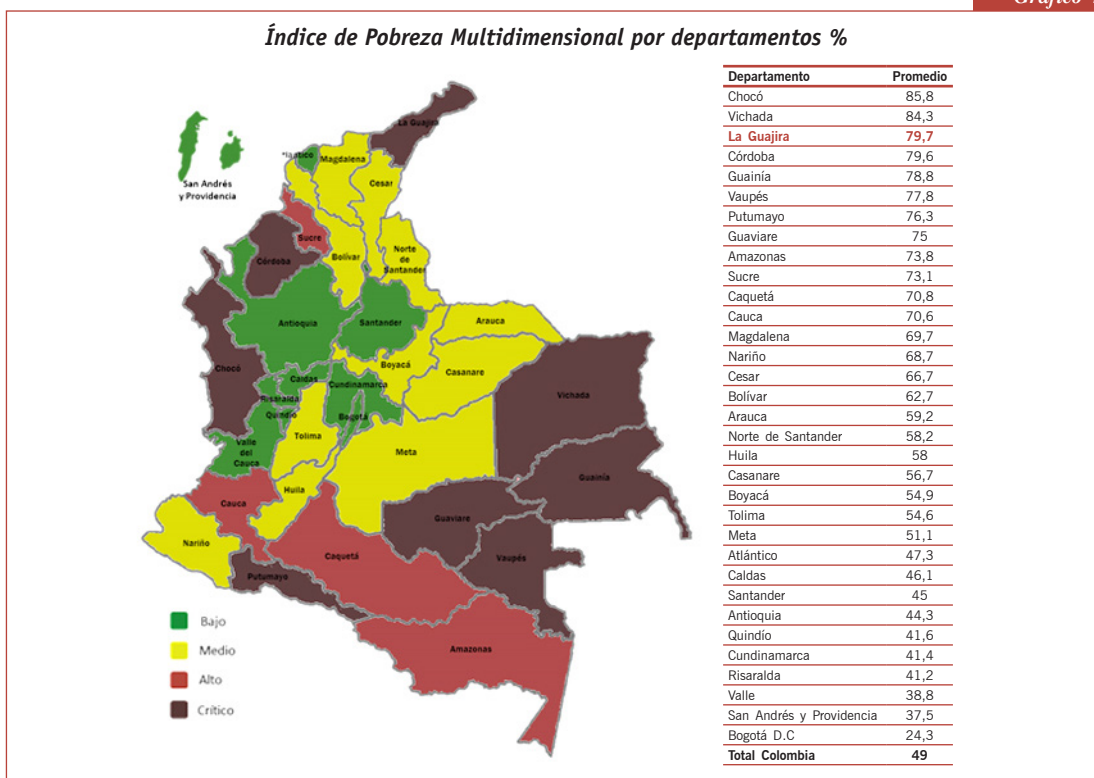 Gráfico
Índice de Pobreza Multidimensional por departamentos %
La Guajira
Magdalena
Cesar
San Andrés
y Providencia
Sucre
Norte
de
Santander
Bolívar
Córdoba
Antioquia
Santander
Arauca
Boyacá
Casanare
Chocó
Caldas
Cundinamarca
Risaralda
Vichada
Quindío
Bogotá
Tolima
Valle
del
Cauca
Meta
Guainía
Huila
Cauca
Guaviare
Nariño
Caquetá
Vaupés
Putumayo
Amazonas
Bajo
Medio
Alto
Crítico
Departamento Promedio
Chocó 85,8
Vichada 84,3
La Guajira 79,7
Córdoba 79,6
Guainía 78,8
Vaupés 77,8
Putumayo 76,3
Guaviare 75
Amazonas 73,8
Sucre 73,1
Caquetá 70,8
Cauca 70,6
Magdalena 69,7
Nariño 68,7
Cesar 66,7
Bolívar 62,7
Arauca 59,2
Norte de Santander 58,2
Huila 58
Casanare 56,7
Boyacá 54,9
Tolima 54,6
Meta 51,1
Atlántico 47,3
Caldas 46,1
Santander 45
Antioquia 44,3
Quindío 41,6
Cundinamarca 41,4
Risaralda 41,2
Valle 38,8
San Andrés y Providencia 37,5
Bogotá D.C 24,3
Total Colombia 49